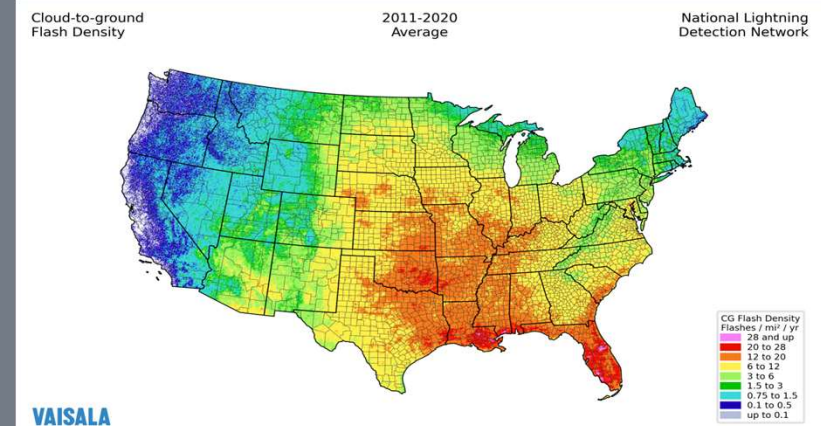 Cloud-to-ground
Flash Density
2011-2020
Average
National Lightning
Detection Network
CG Flash Density
Flashes / mi² / yr
28 and up
20 to 28
12 to 20
6 to 12
3 to 6
1.5 to 3
0.75 to 1.5
0.1 to 0.5
up to 0.1
VAISALA